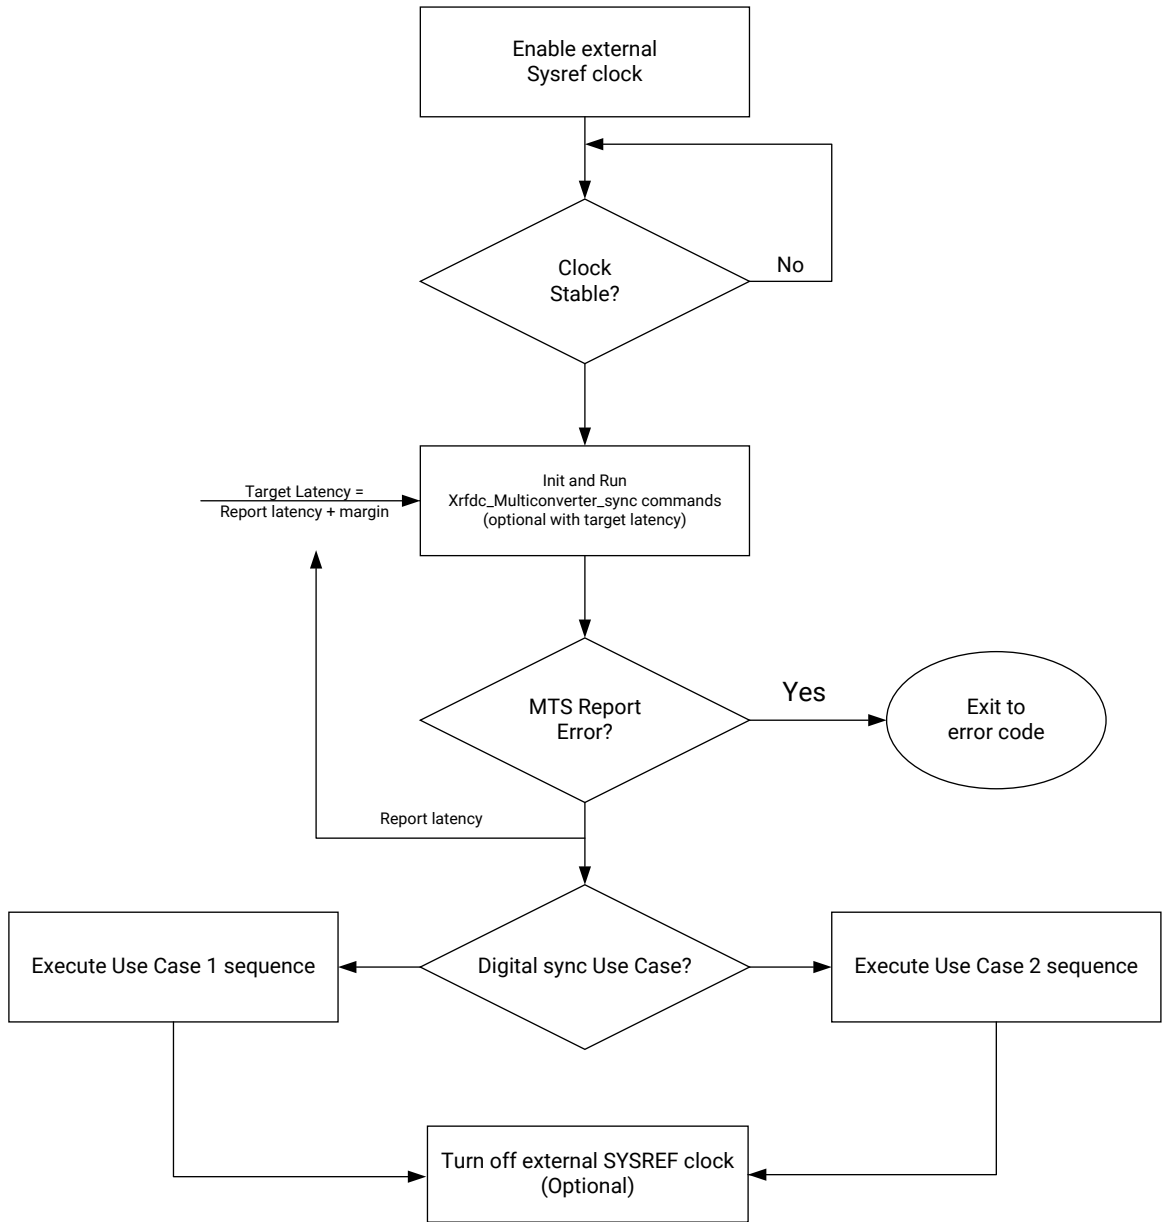 Enable external
Sysref clock
No
Clock
Stable?
Target Latency =
Report latency + margin
Init and Run
Xrfdc_Multiconverter_sync commands
(optional with target latency)
Yes
MTS Report
Error?
Exit to
error code
Report latency
Execute Use Case 1 sequence
Digital sync Use Case?
Execute Use Case 2 sequence
Turn off external SYSREF clock
(Optional)